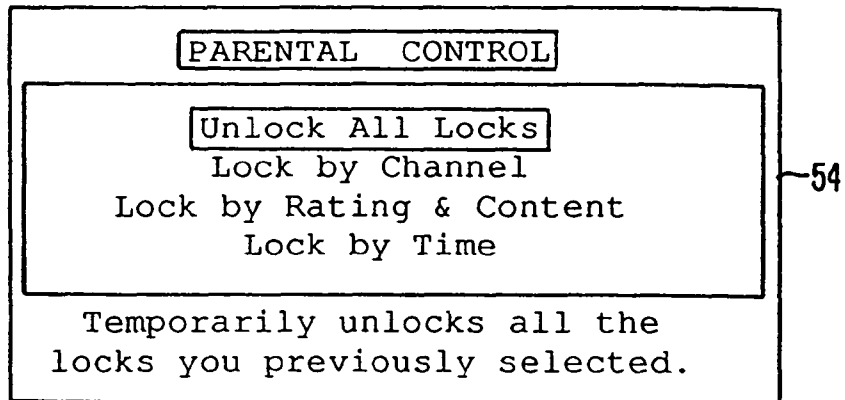 PARENTAL CONTROL
Unlock All Locks
Lock by Channel
Lock by Rating & Content
Lock by Time
54
Temporarily unlocks all the
locks you previously selected.